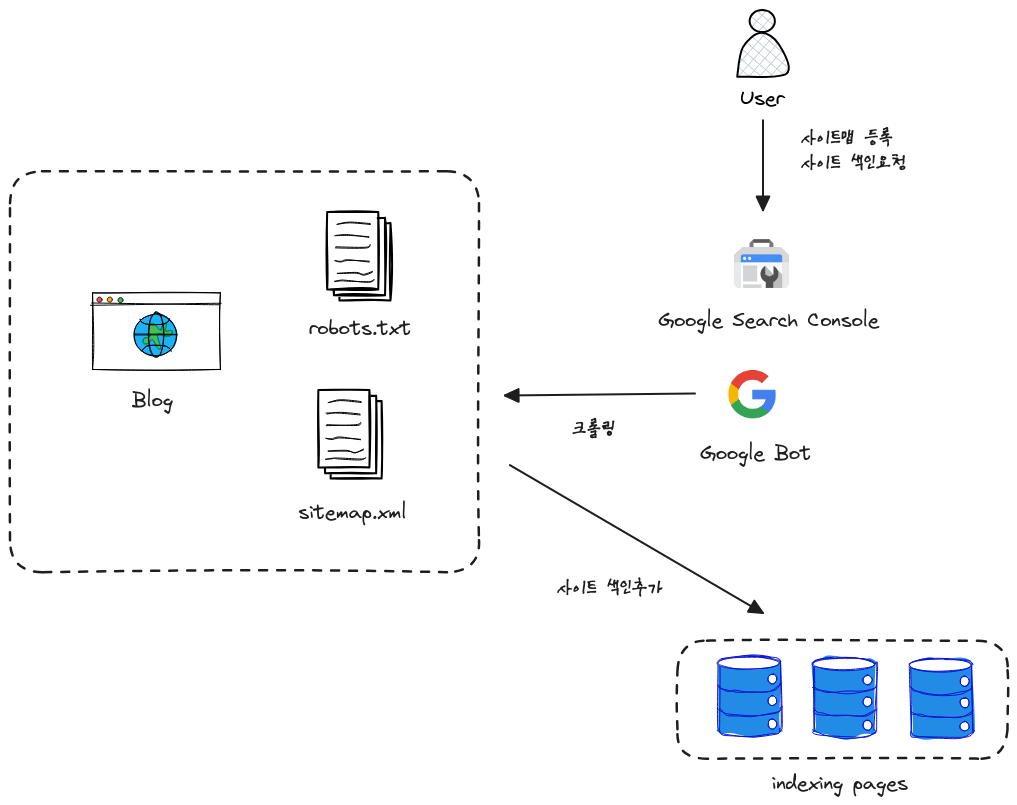 User
사이트맵 등록
사이트 색인요청
Google Search Console
robots.txt
Blog
크롤링
Google Bot
sitemap.xml
사이트 색인추가
indexing pages